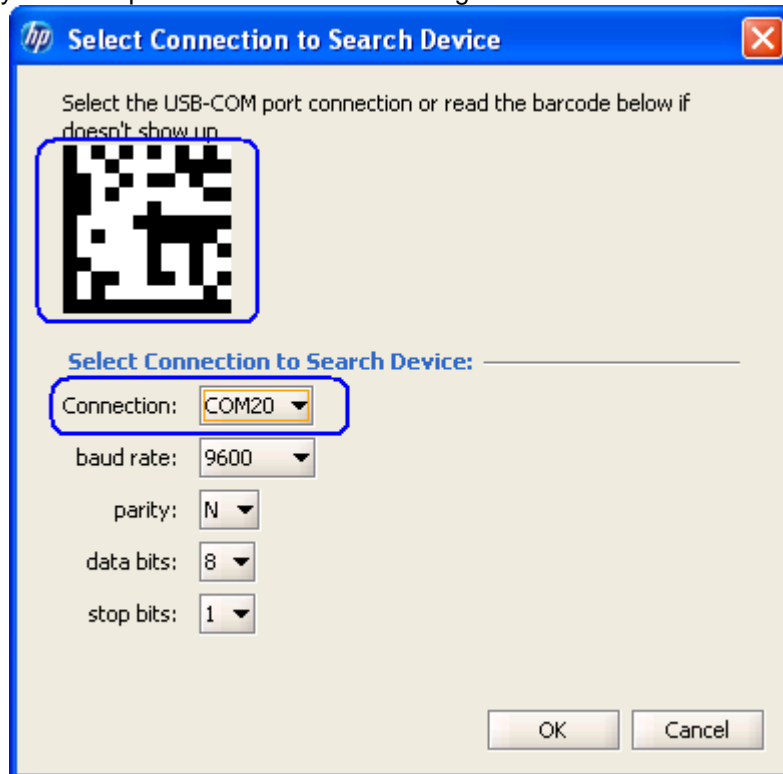 hp Select Connection to Search Device
Select the USB-COM port connection or read the barcode below if
doesn't show up
Select Connection to Search Device:
Connection: COM20
baud rate: 9600
parity: N
data bits: 8
stop bits: 1
OK Cancel